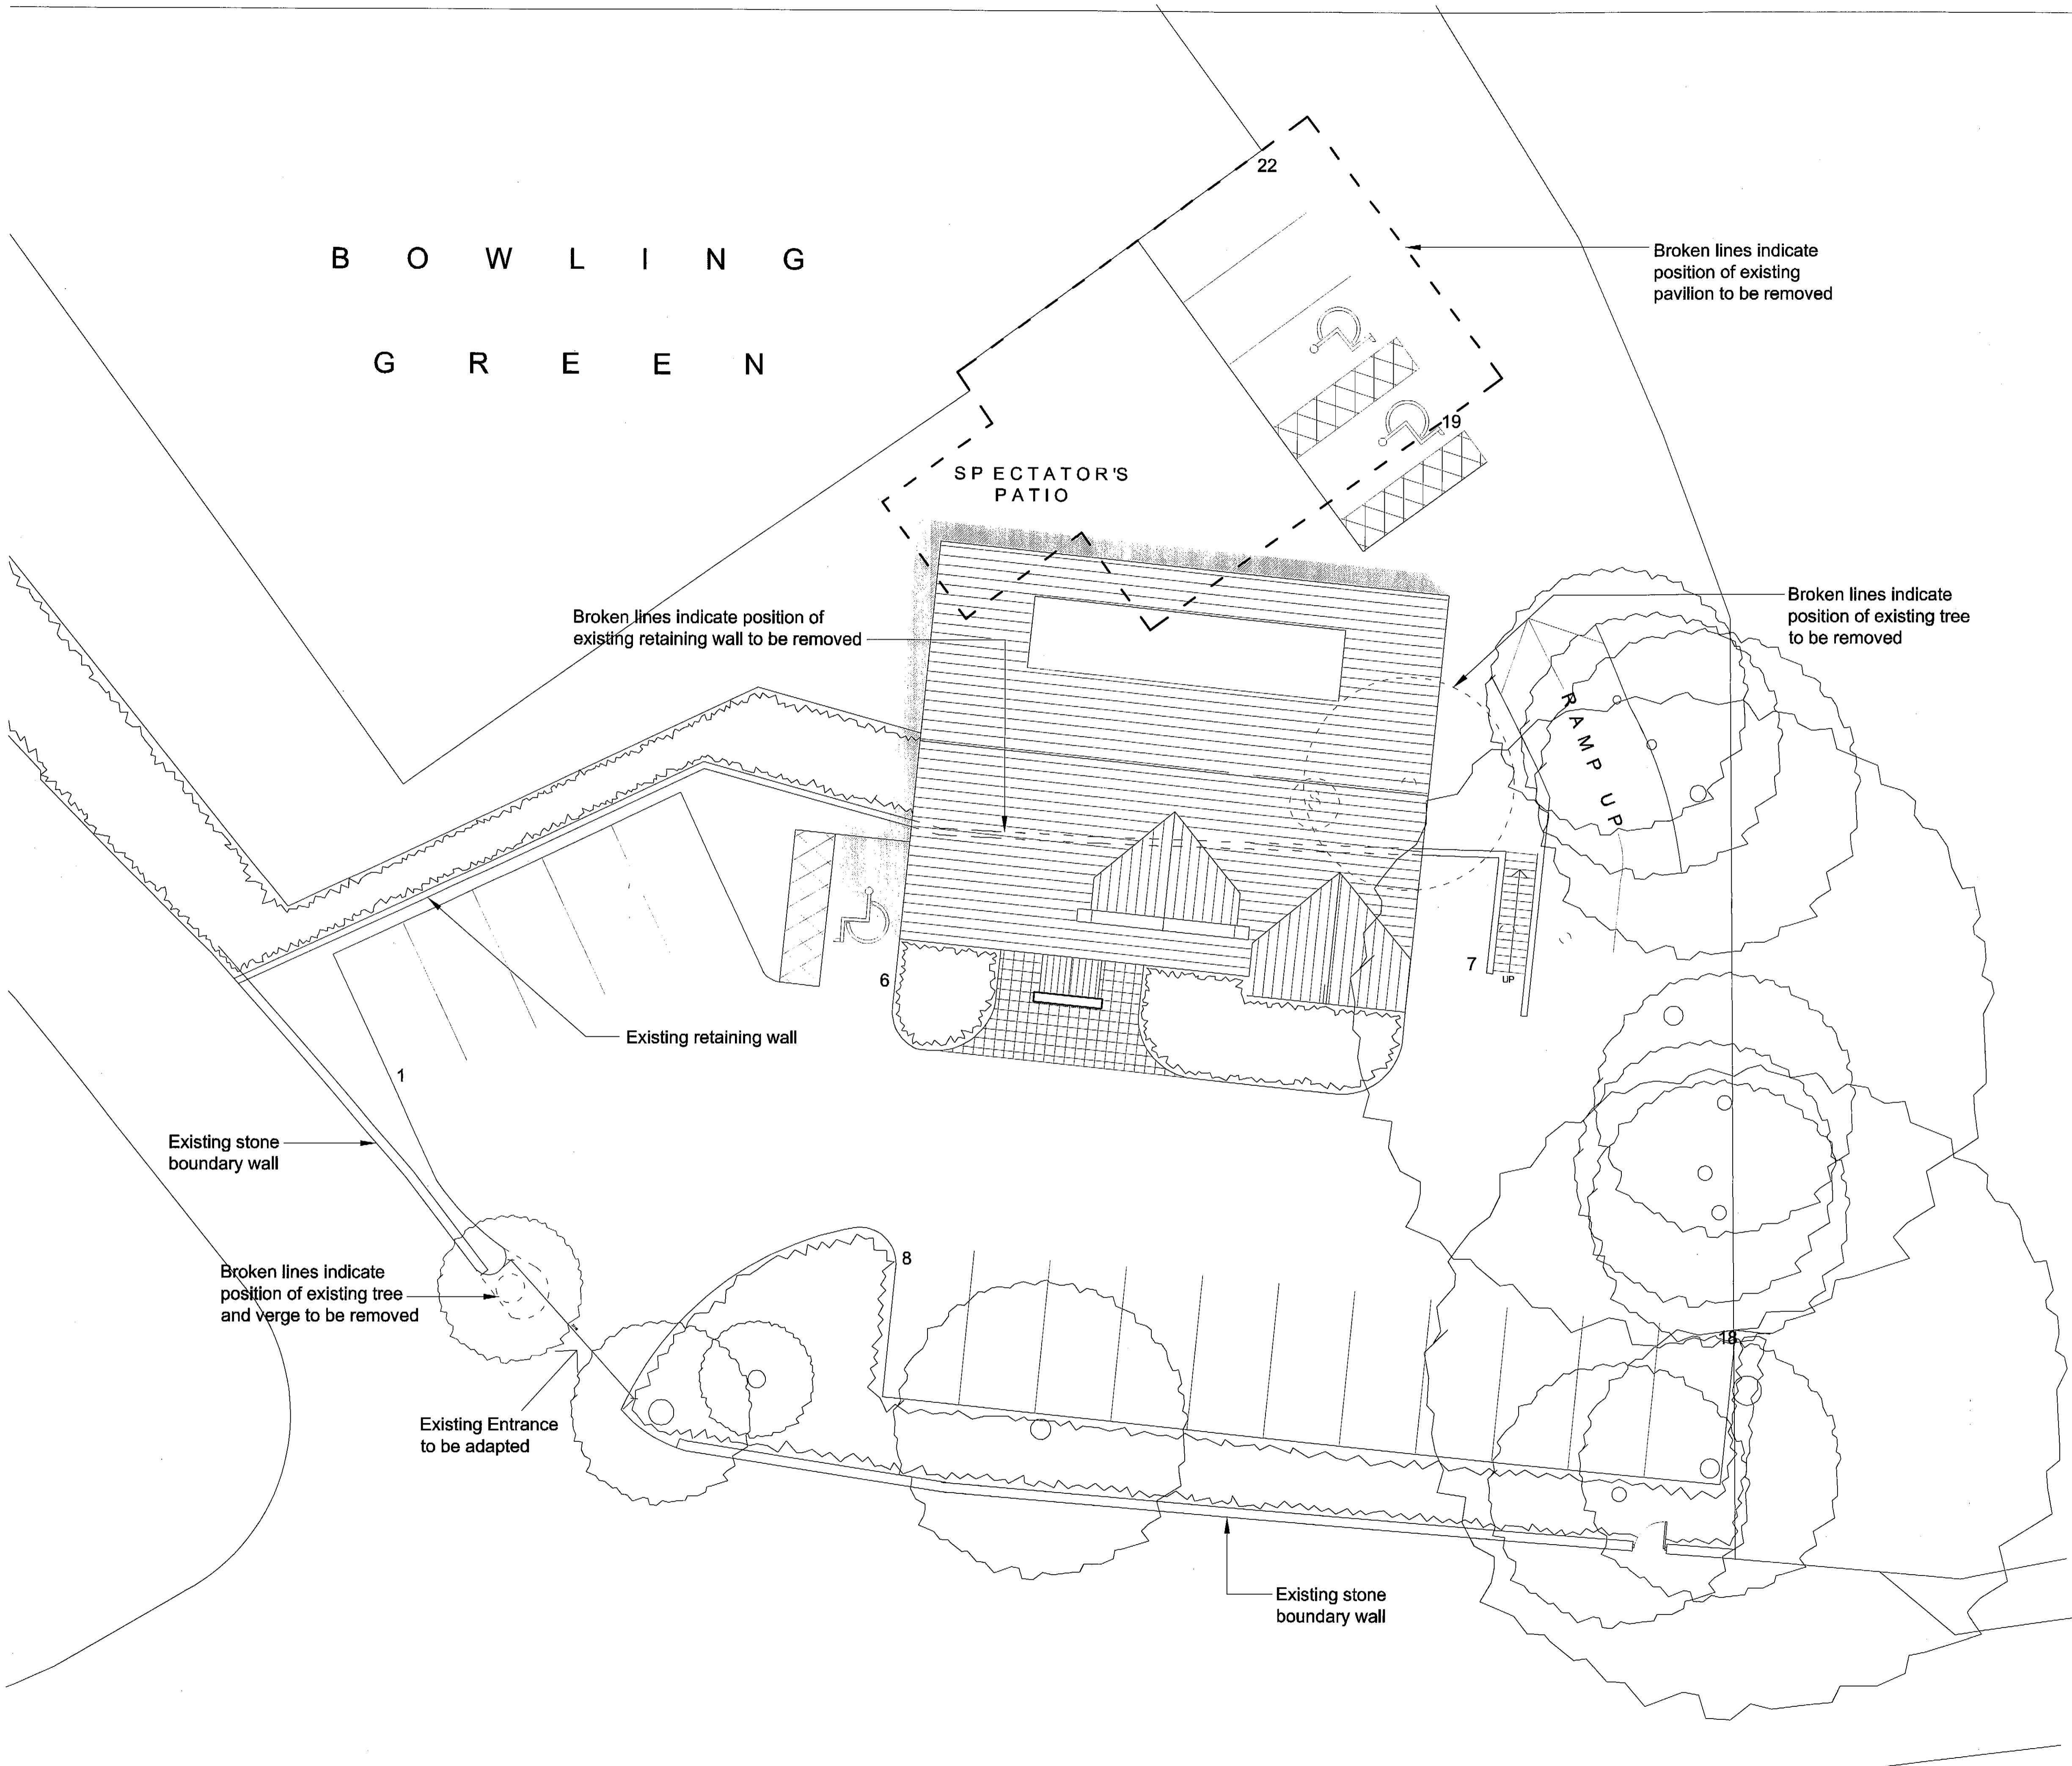 22
B O W L I N G
G R E E N
Broken lines indicate
position of existing
pavilion to be removed
19
SPECTATOR'S
PATIO
Broken lines indicate position of
existing retaining wall to be removed
Broken lines indicate
position of existing tree
to be removed
RAMP UP
6
7
UP
Existing retaining wall
1
Existing stone
boundary wall
Broken lines indicate
position of existing tree
and verge to be removed
8
18
Existing Entrance
to be adapted
Existing stone
boundary wall